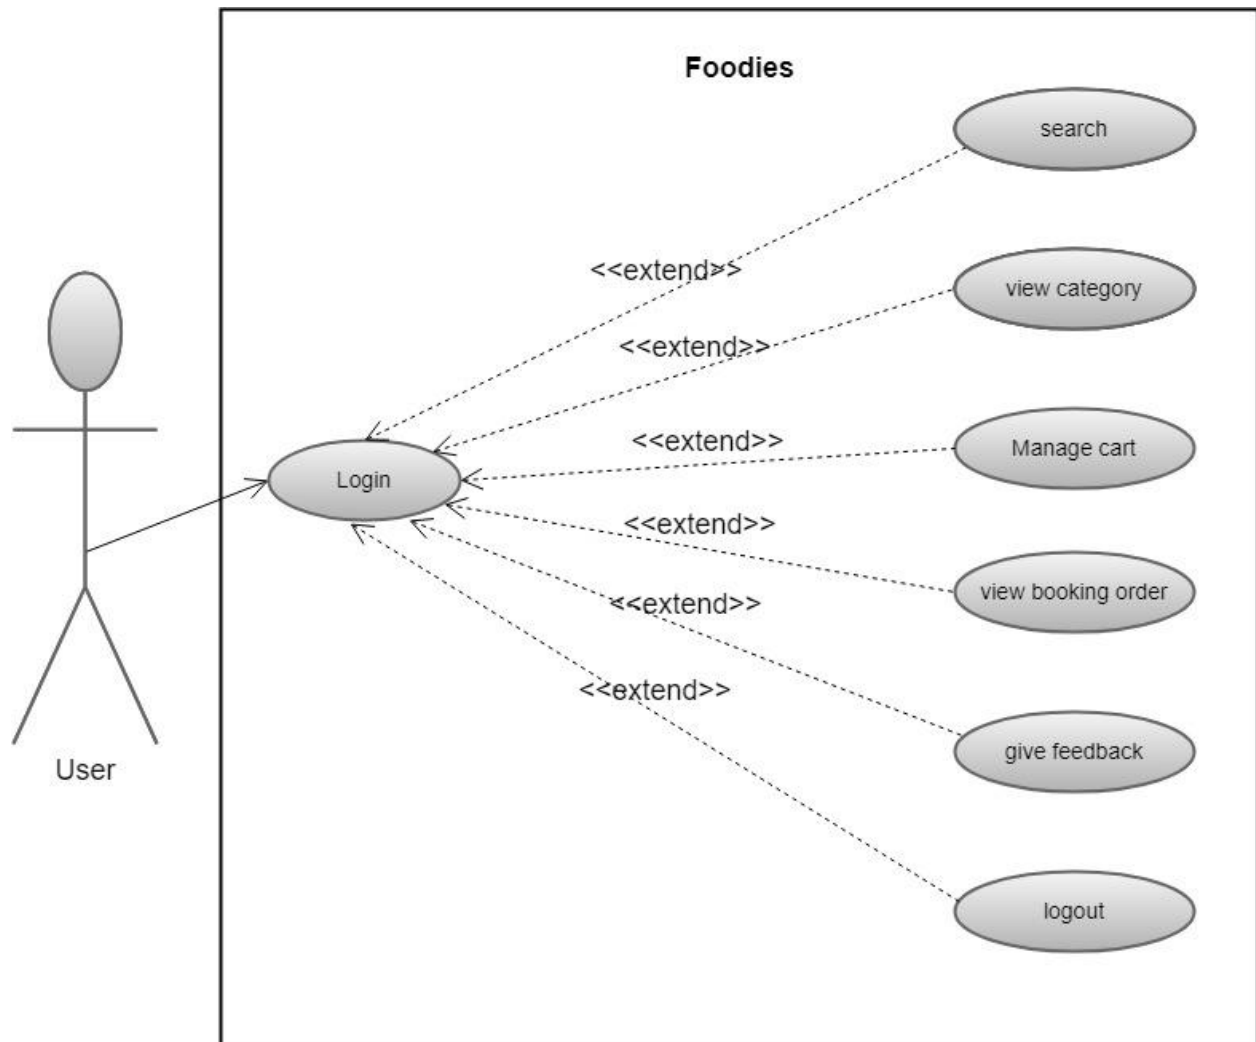 Foodies
search
<<extend>>
view category
<<extend>>
<<extend>>
Manage cart
Login
<<extend>>
view booking order
<<extend>>
<<extend>>
give feedback
User
logout